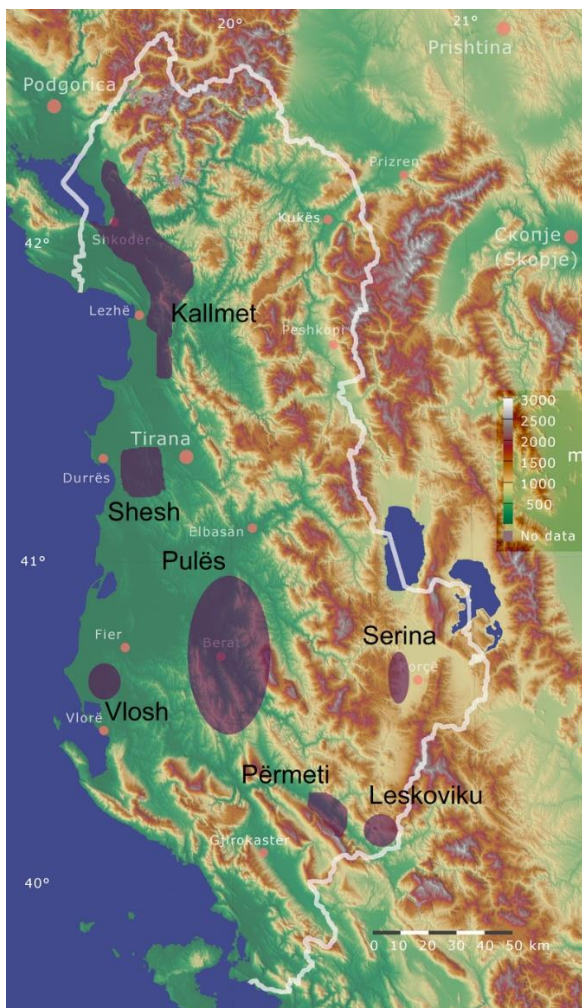 20°
21°
Prishtina
Podgorica
Prizren
Kukës
Shkodër
Скопје
(Skopje)
42°
Lezhë
Kallmet
Peshkopi
3000
2500
2000
1500
1000
500
m
No data
Tirana
Durrës
Shesh
Elbasan
41°
Pulës
Serina
Fier
Berat
orçë
Vlosh
Vlorë
Përmeti
Leskoviku
Gjirokastër
40°
0 10 20 30 40 50 km